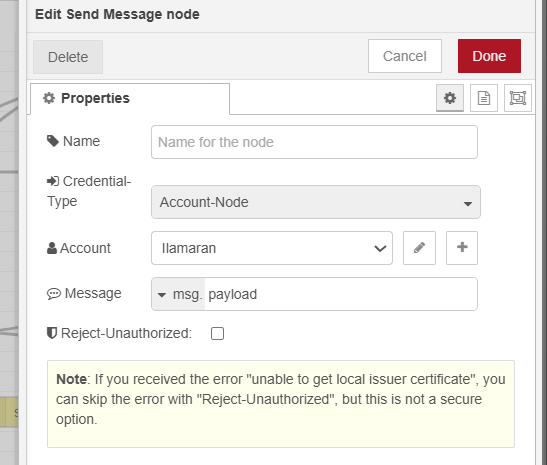 Edit Send Message node
Delete
Cancel
Done
Properties
Name
Name for the node
Credential-
Type
Account-Node
Account
Ilamaran
Message
msg. payload
Reject-Unauthorized:
Note: If you received the error "unable to get local issuer certificate", you
can skip the error with "Reject-Unauthorized", but this is not a secure
option.